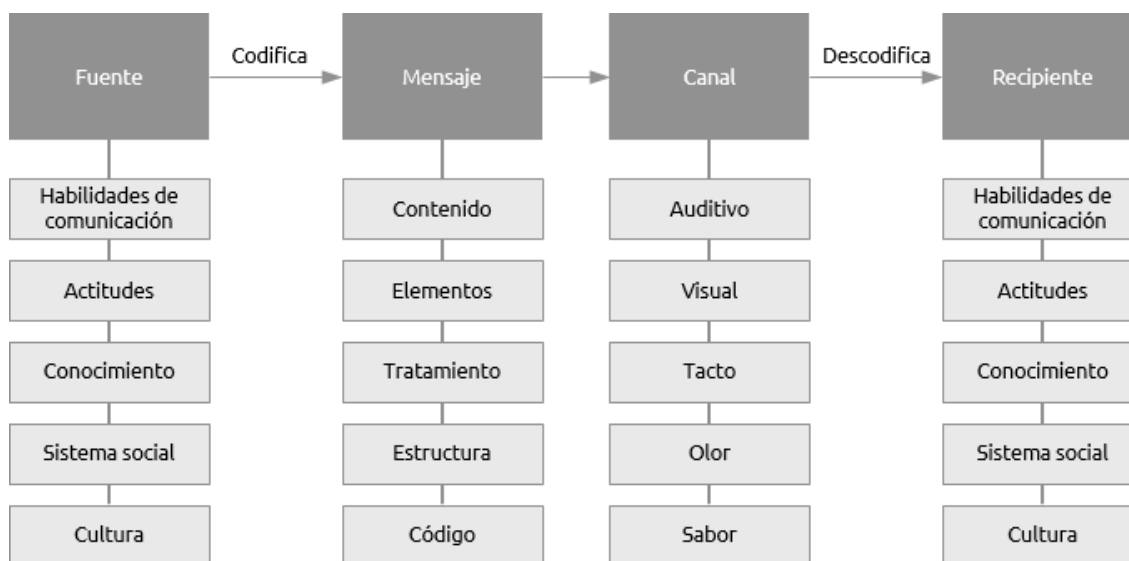 Fuente
Codifica
Mensaje
Canal
Descodifica
Recipiente
Habilidades de
comunicación
Contenido
Auditivo
Habilidades de
comunicación
Actitudes
Elementos
Visual
Actitudes
Conocimiento
Tratamiento
Tacto
Conocimiento
Sistema social
Estructura
Olor
Sistema social
Cultura
Código
Sabor
Cultura